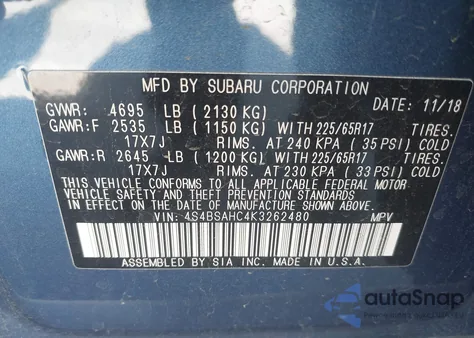 MFD BY SUBARU CORPORATION
GVWR: 4695 LB (2130 KG) DATE: 11/18
GAWR:F 2535 LB (1150 KG) WITH 225/65R17 TIRES.
17X7J RIMS. AT 240 KPA (35 PSI) COLD
GAWR:R 2645 LB (1200 KG) WITH 225/65R17 TIRES.
17X7J RIMS. AT 230 KPA (33 PSI) COLD
THIS VEHICLE CONFORMS TO ALL APPLICABLE FEDERAL MOTOR
VEHICLE SAFETY, BUMPER, AND THEFT PREVENTION STANDARDS
IN EFFECT ON THE DATE OF MANUFACTURE SHOWN ABOVE.
VIN: 4S4BSAHC4K3262480 MPV
ASSEMBLED BY SIA INC. MADE IN U.S.A.
autoSnap